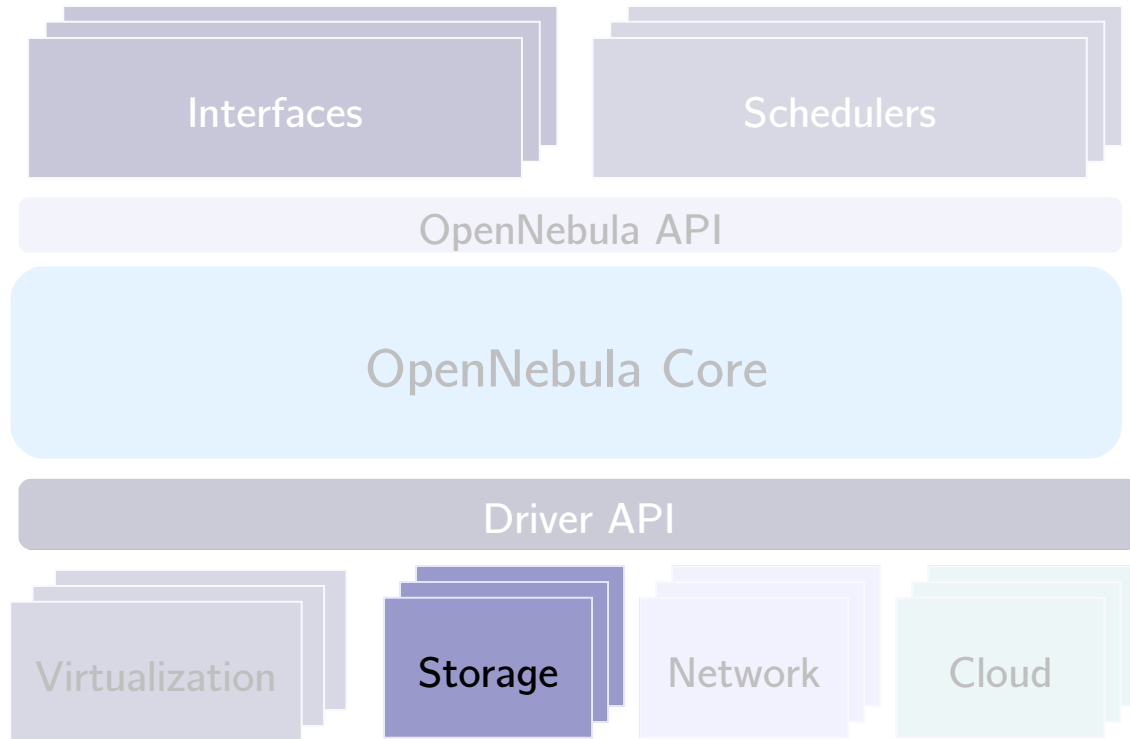 Interfaces
Schedulers
OpenNebula API
OpenNebula Core
Driver API
Virtualization
Storage
Network
Cloud